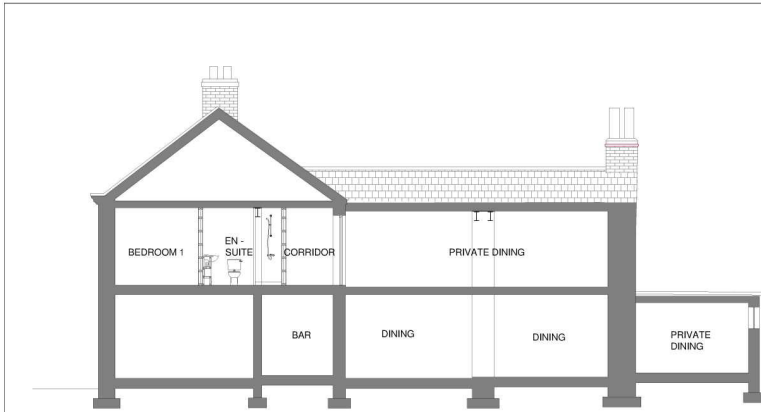 BEDROOM 1
EN -
SUITE
CORRIDOR
PRIVATE DINING
BAR
DINING
DINING
PRIVATE
DINING